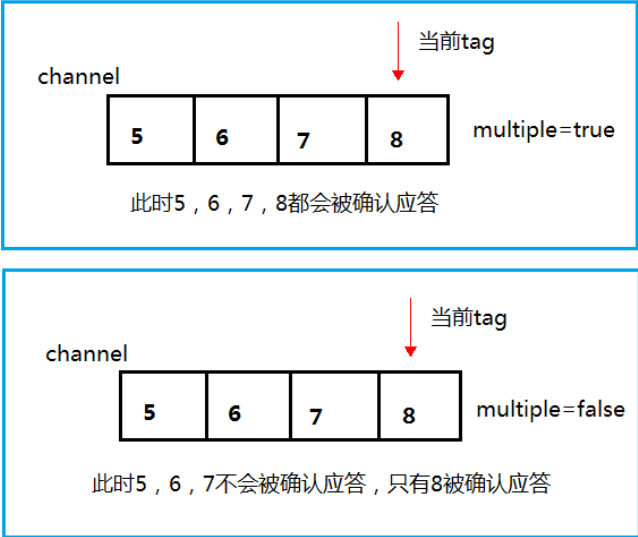 当前tag
channel
5 6 7 8 multiple=true
此时5，6，7，8都会被确认应答
当前tag
channel
5 6 7 8 multiple=false
此时5，6，7不会被确认应答，只有8被确认应答